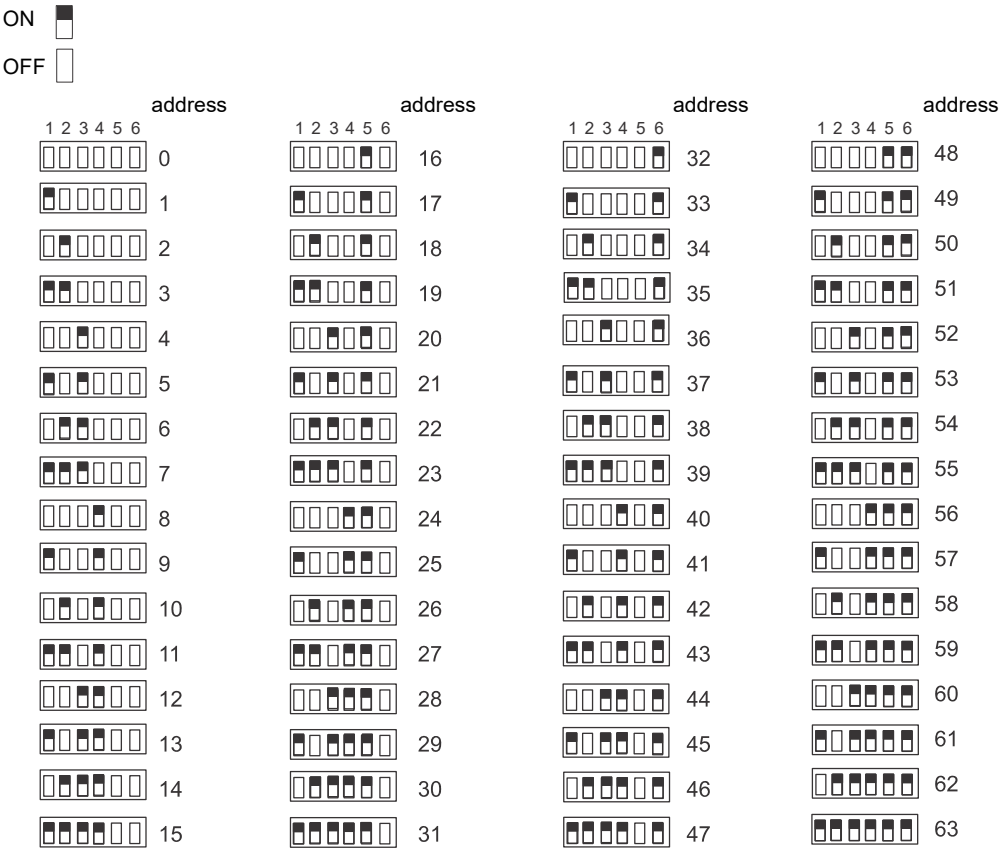 ON
OFF
address address address address
1 2 3 4 5 6 1 2 3 4 5 6 1 2 3 4 5 6 1 2 3 4 5 6
0 16 32 48
1 17 33 49
2 18 34 50
3 19 35 51
4 20 36 52
5 21 37 53
6 22 38 54
7 23 39 55
8 24 40 56
9 25 41 57
10 26 42 58
11 27 43 59
12 28 44 60
13 29 45 61
14 30 46 62
15 31 47 63